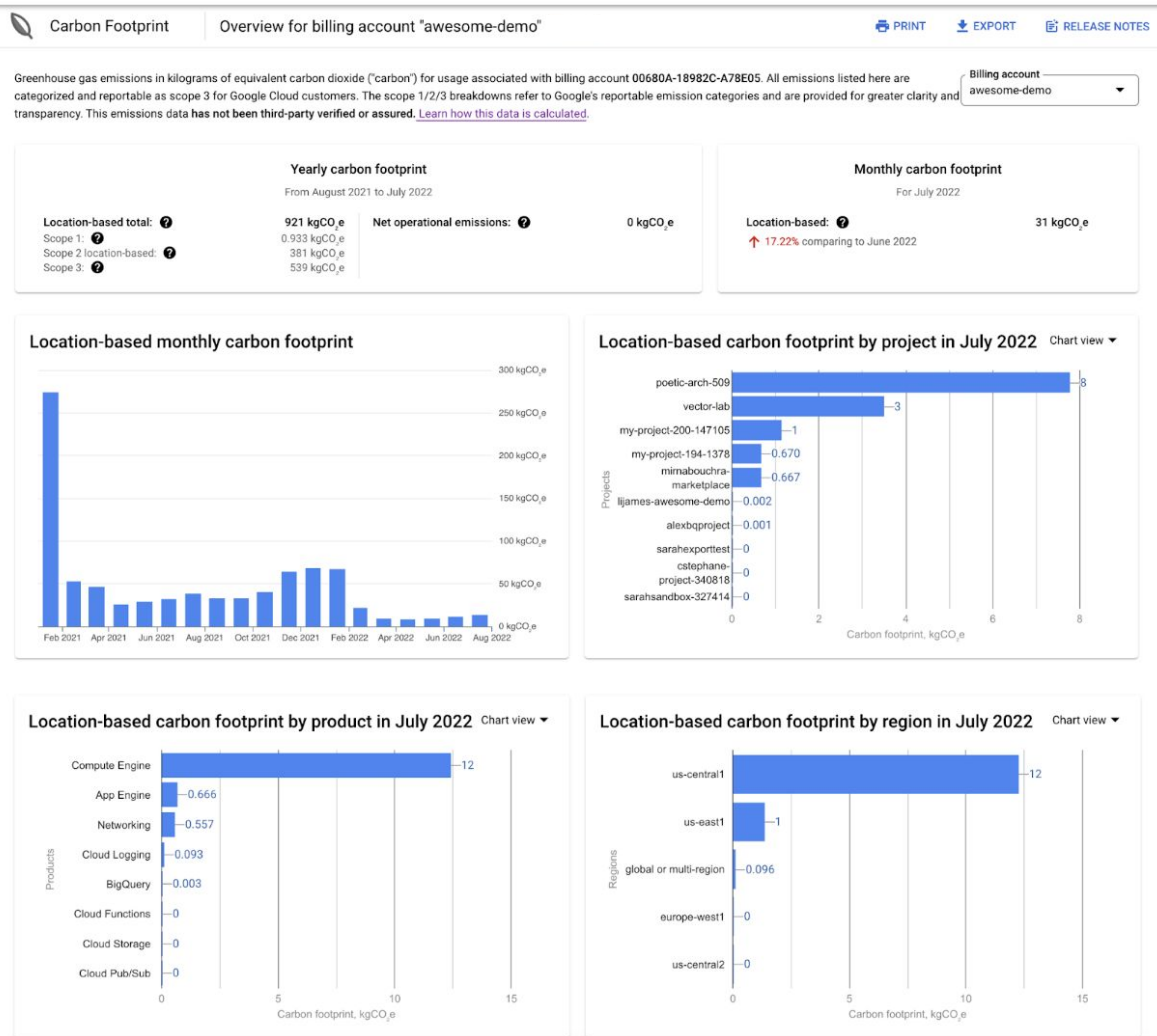 Carbon Footprint
Overview for billing account "awesome-demo"
PRINT
EXPORT
RELEASE NOTES
Greenhouse gas emissions in kilograms of equivalent carbon dioxide ("carbon") for usage associated with billing account 00680A-18982C-A78E05. All emissions listed here are
categorized and reportable as scope 3 for Google Cloud customers. The scope 1/2/3 breakdowns refer to Google's reportable emission categories and are provided for greater clarity and
transparency. This emissions data has not been third-party verified or assured. Learn how this data is calculated.
Billing account
awesome-demo
Yearly carbon footprint
From August 2021 to July 2022
Location-based total: ? 921 kgCO₂e
Scope 1: ? 0.933 kgCO₂e
Scope 2 location-based: ? 381 kgCO₂e
Scope 3: ? 539 kgCO₂e
Net operational emissions: ? 0 kgCO₂e
Monthly carbon footprint
For July 2022
Location-based: ? 31 kgCO₂e
↑ 17.22% comparing to June 2022
Location-based monthly carbon footprint
300 kgCO₂e
250 kgCO₂e
200 kgCO₂e
150 kgCO₂e
100 kgCO₂e
50 kgCO₂e
0 kgCO₂e
Feb 2021 Apr 2021 Jun 2021 Aug 2021 Oct 2021 Dec 2021 Feb 2022 Apr 2022 Jun 2022 Aug 2022
Location-based carbon footprint by project in July 2022
Chart view
Projects
poetic-arch-509 8
vector-lab 3
my-project-200-147105 1
my-project-194-1378 0.670
mirnabouchra-
marketplace 0.667
lijames-awesome-demo 0.002
alexbqproject 0.001
sarahexporttest 0
cstephane-
project-340818 0
sarahsandbox-327414 0
0 2 4 6 8
Carbon footprint, kgCO₂e
Location-based carbon footprint by product in July 2022
Chart view
Products
Compute Engine 12
App Engine 0.666
Networking 0.557
Cloud Logging 0.093
BigQuery 0.003
Cloud Functions 0
Cloud Storage 0
Cloud Pub/Sub 0
0 5 10 15
Carbon footprint, kgCO₂e
Location-based carbon footprint by region in July 2022
Chart view
Regions
us-central1 12
us-east1 1
global or multi-region 0.096
europe-west1 0
us-central2 0
0 5 10 15
Carbon footprint, kgCO₂e